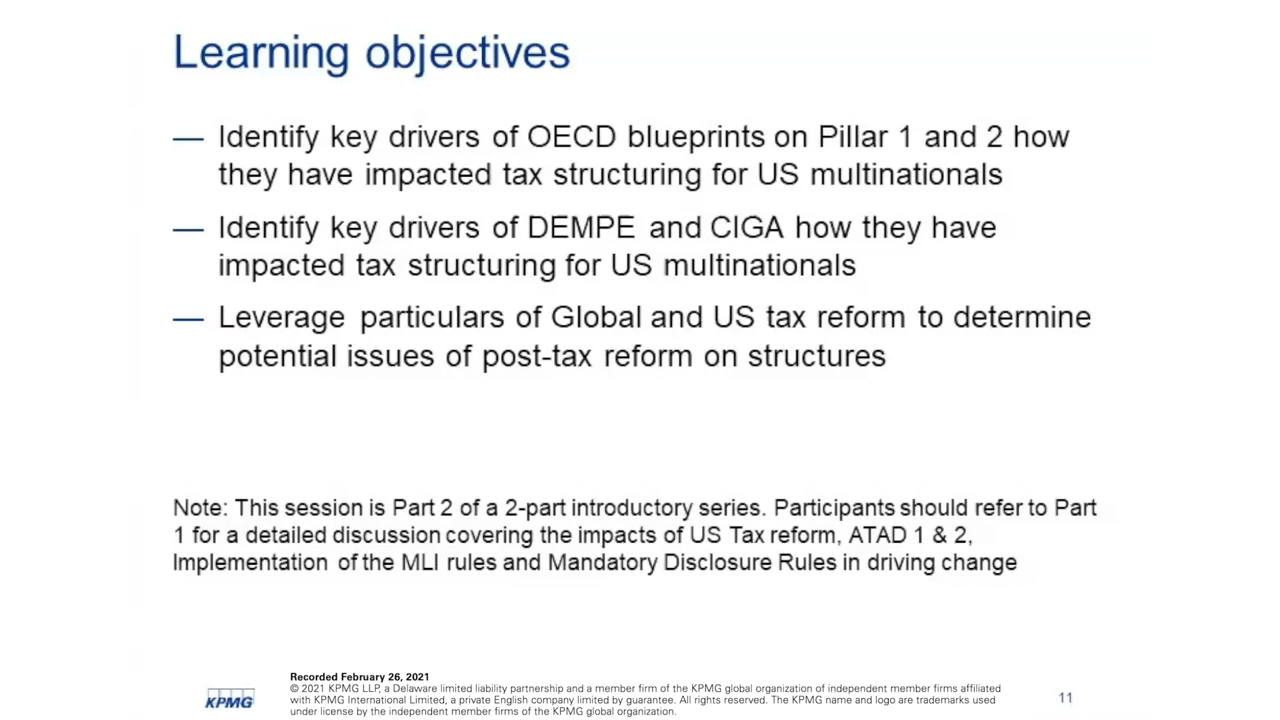 Learning objectives
— Identify key drivers of OECD blueprints on Pillar 1 and 2 how
they have impacted tax structuring for US multinationals
— Identify key drivers of DEMPE and CIGA how they have
impacted tax structuring for US multinationals
— Leverage particulars of Global and US tax reform to determine
potential issues of post-tax reform on structures
Note: This session is Part 2 of a 2-part introductory series. Participants should refer to Part
1 for a detailed discussion covering the impacts of US Tax reform, ATAD 1 & 2,
Implementation of the MLI rules and Mandatory Disclosure Rules in driving change
KPMG
Recorded February 26, 2021
© 2021 KPMG LLP, a Delaware limited liability partnership and a member firm of the KPMG global organization of independent member firms affiliated
with KPMG International Limited, a private English company limited by guarantee. All rights reserved. The KPMG name and logo are trademarks used
under license by the independent member firms of the KPMG global organization.
11